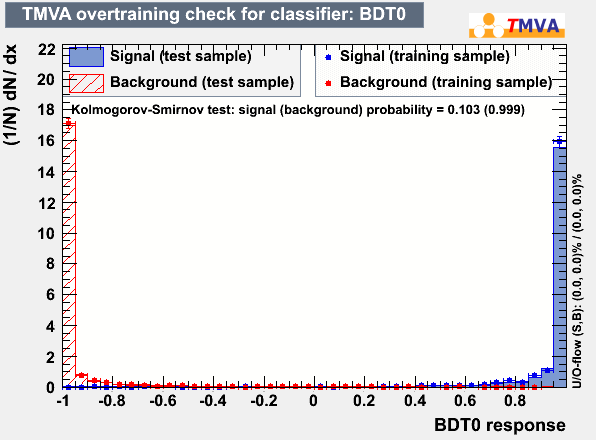 TMVA overtraining check for classifier: BDT0
TMVA
(1/N) dN / dx
22
20
18
16
14
12
10
8
6
4
2
0
Signal (test sample)
Background (test sample)
Signal (training sample)
Background (training sample)
Kolmogorov-Smirnov test: signal (background) probability = 0.103 (0.999)
-1 -0.8 -0.6 -0.4 -0.2 0 0.2 0.4 0.6 0.8
BDT0 response
U/O-flow (S,B): (0.0, 0.0)% / (0.0, 0.0)%